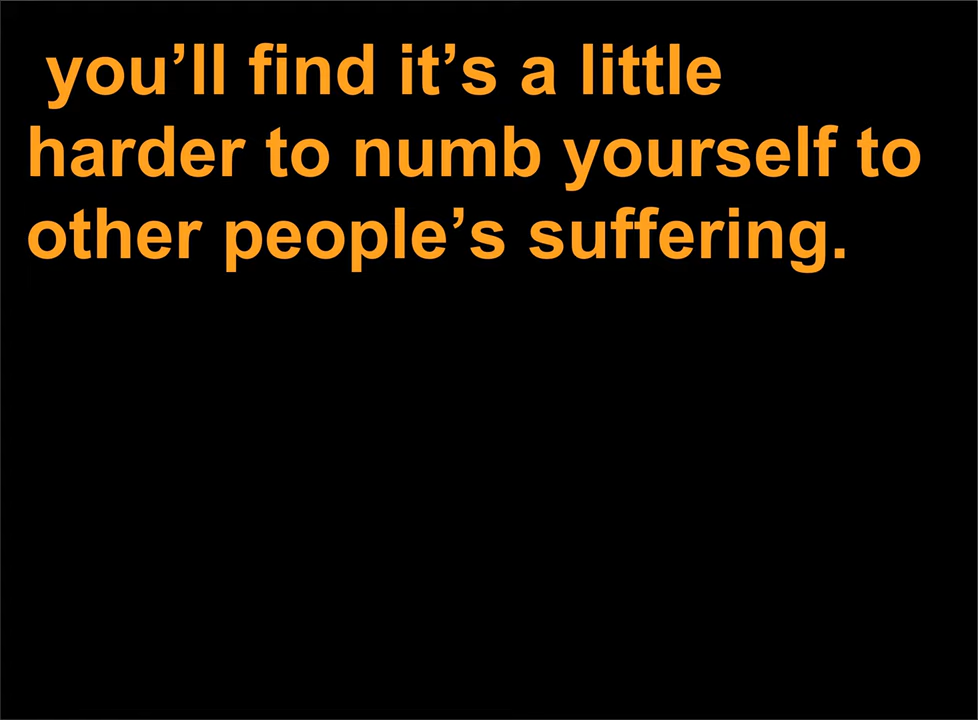 you’ll find it’s a little
harder to numb yourself to
other people’s suffering.